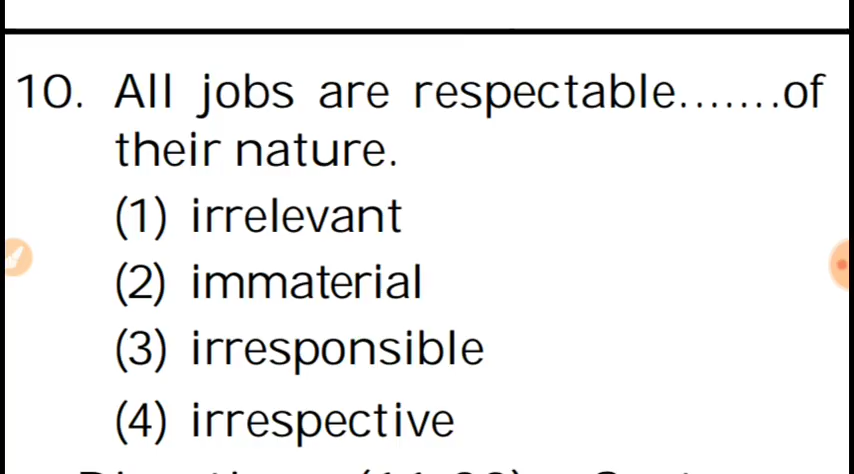 10. All jobs are respectable.......of
their nature.
(1) irrelevant
(2) immaterial
(3) irresponsible
(4) irrespective